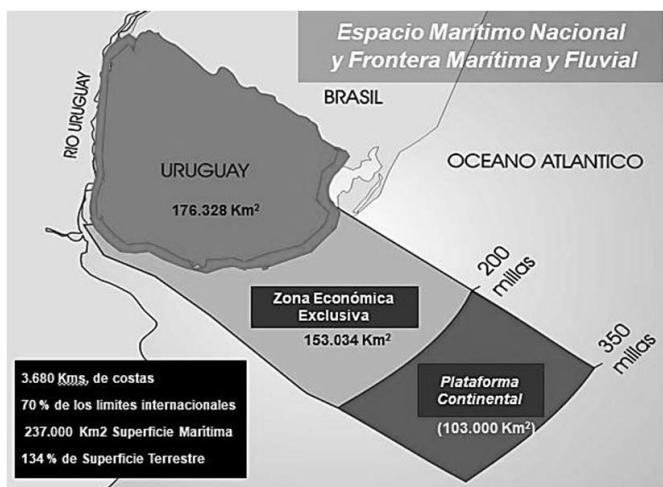 Espacio Marítimo Nacional
y Frontera Marítima y Fluvial
BRASIL
RIO URUGUAY
OCEANO ATLANTICO
URUGUAY
176.328 Km²
200
millas
Zona Económica
Exclusiva
153.034 Km²
350
millas
Plataforma
Continental
(103.000 Km²)
3.680 Kms, de costas
70 % de los limites internacionales
237.000 Km2 Superficie Marítima
134 % de Superficie Terrestre